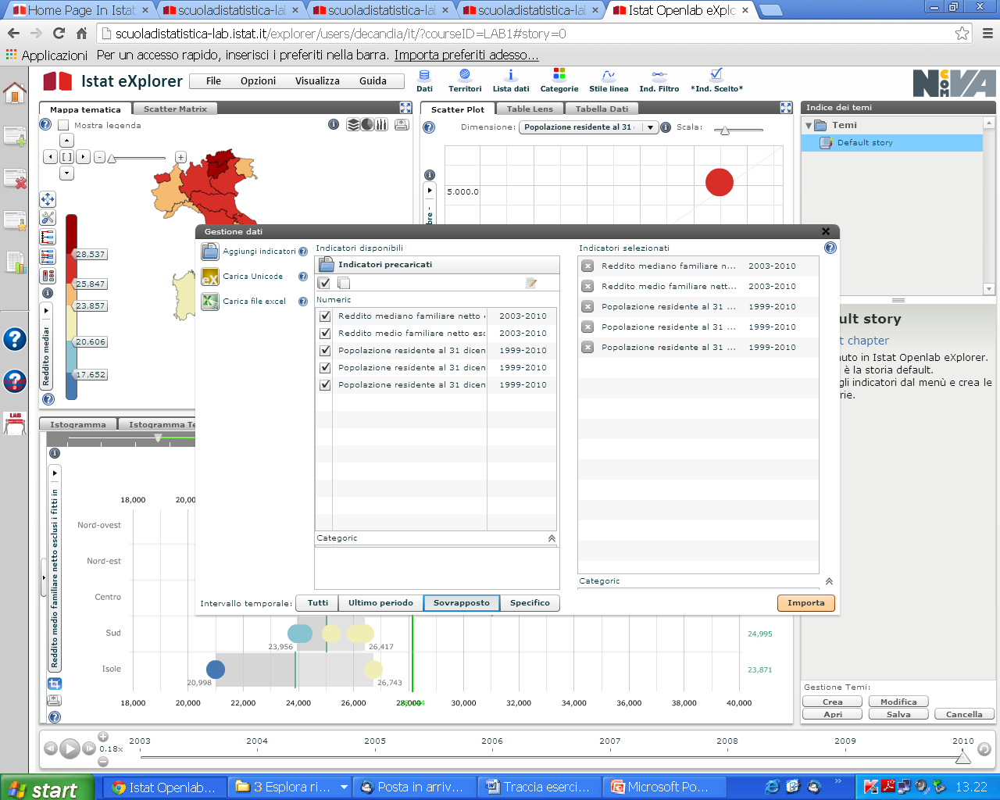 Home Page In Ista
scuoladistatistica-lab
scuoladistatistica-lab
scuoladistatistica-lab
Istat Openlab eXplo
scuoladistatistica-lab.istat.it/explorer/users/decandia/it/?courseID=LAB1#story=0
Applicazioni Per un accesso rapido, inserisci i preferiti nella barra. Importa preferiti adesso...
Istat eXplorer
File Opzioni Visualizza Guida
Dati Territori Lista dati Categorie Stile linea Ind. Filtro *Ind. Scelto*
NComVA
Mappa tematica Scatter Matrix
Mostra legenda
28,537
25,847
23,857
20,606
17,652
Reddito mediar
Scatter Plot Table Lens Tabella Dati
Dimensione: Popolazione residente al 31 Scala:
5.000.0
bre -
Indice dei temi
Temi
Default story
Gestione dati
Aggiungi indicatori
Carica Unicode
Carica file excel
Indicatori disponibili
Indicatori precaricati
Numeric
Reddito mediano familiare netto e 2003-2010
Reddito medio familiare netto esc 2003-2010
Popolazione residente al 31 dicen 1999-2010
Popolazione residente al 31 dicen 1999-2010
Popolazione residente al 31 dicen 1999-2010
Categoric
Indicatori selezionati
Reddito mediano familiare n... 2003-2010
Reddito medio familiare nett... 2003-2010
Popolazione residente al 31 ... 1999-2010
Popolazione residente al 31 ... 1999-2010
Popolazione residente al 31 ... 1999-2010
Categoric
Intervallo temporale: Tutti Ultimo periodo Sovrapposto Specifico
Importa
ult story
t chapter
nuto in Istat Openlab eXplorer.
è la storia default.
gli indicatori dal menù e crea le
rie.
Istogramma Istogramma Te
Reddito medio familiare netto esclusi i fitti in
18,000 20,00
Nord-ovest
Nord-est
Centro
Sud
23,956 26,417 24,995
Isole
20,998 26,743 23,871
18,000 20,000 22,000 24,000 26,000 28,000 30,000 32,000 34,000 36,000 38,000 40,000
Gestione Temi:
Crea Modifica
Apri Salva Cancella
0.18x
2003 2004 2005 2006 2007 2008 2009 2010
start
Istat Openlab...
3 Esplora ri...
Posta in arriv...
Traccia eserci...
Microsoft Po...
13.22